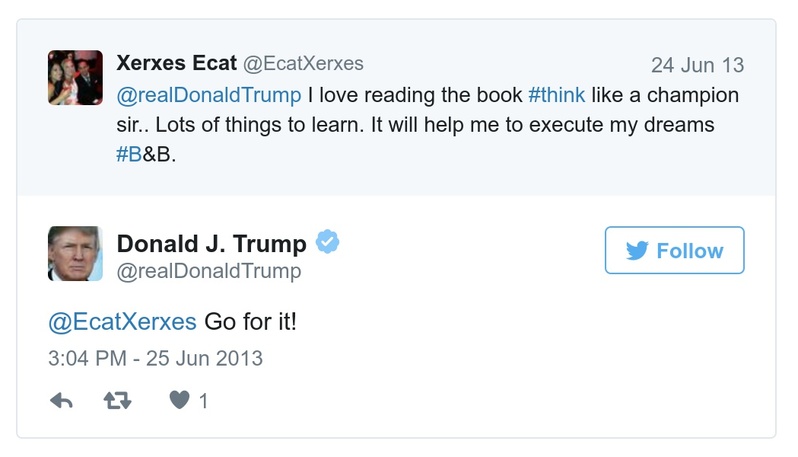 Xerxes Ecat @EcatXerxes 24 Jun 13
@realDonaldTrump I love reading the book #think like a champion
sir.. Lots of things to learn. It will help me to execute my dreams
#B&B.
Donald J. Trump
@realDonaldTrump
Follow
@EcatXerxes Go for it!
3:04 PM - 25 Jun 2013
1